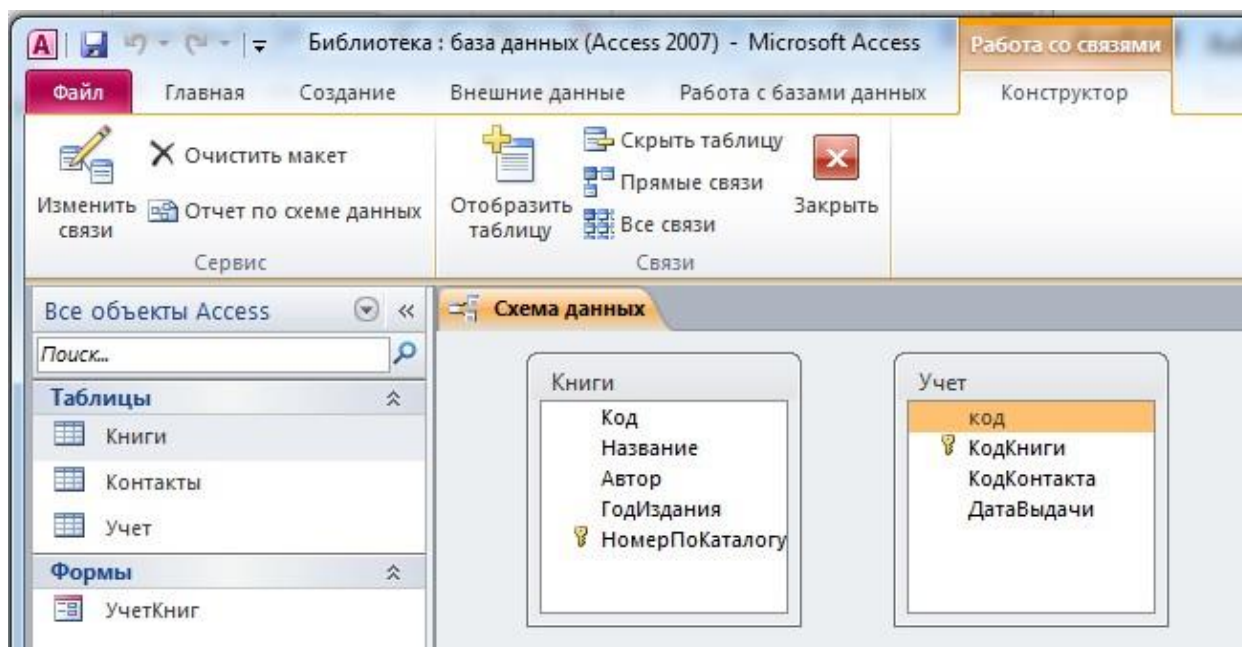 Библиотека : база данных (Access 2007) - Microsoft Access
Работа со связями
Файл
Главная
Создание
Внешние данные
Работа с базами данных
Конструктор
Изменить связи
Очистить макет
Отчет по схеме данных
Сервис
Отобразить таблицу
Скрыть таблицу
Прямые связи
Все связи
Закрыть
Связи
Все объекты Access
Поиск...
Таблицы
Книги
Контакты
Учет
Формы
УчетКниг
Схема данных
Книги
Код
Название
Автор
ГодИздания
НомерПоКаталогу
Учет
код
КодКниги
КодКонтакта
ДатаВыдачи